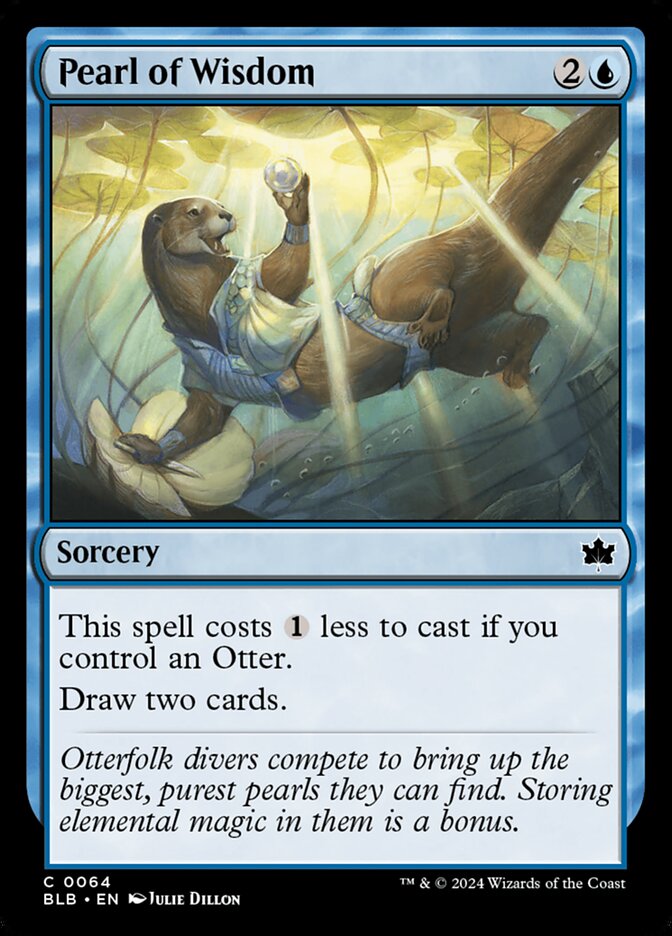 Pearl of Wisdom 2
Sorcery
This spell costs 1 less to cast if you
control an Otter.
Draw two cards.
Otterfolk divers compete to bring up the
biggest, purest pearls they can find. Storing
elemental magic in them is a bonus.
C 0064
BLB • EN Julie Dillon
™ & © 2024 Wizards of the Coast